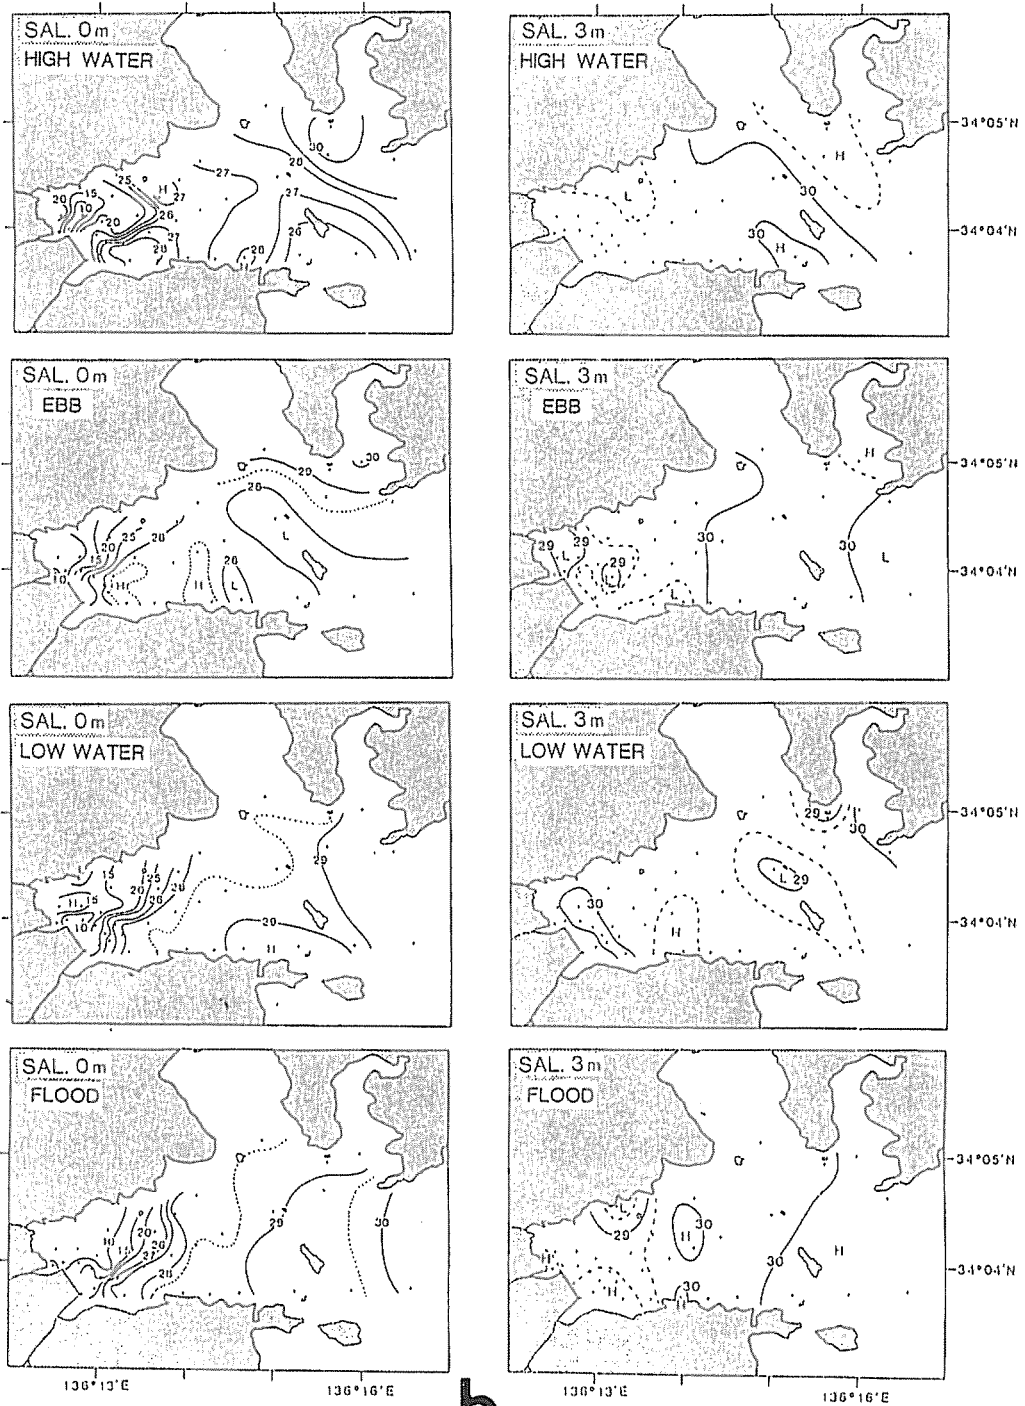 SAL. 0m
HIGH WATER
30
28
27
27
26
25
H
27
26
27
28
20
15
10
20
28
H
SAL. 3m
HIGH WATER
34°05'N
H
30
L
30
H
34°04'N
SAL. 0m
EBB
30
29
28
L
20
25
28
15
10
H
H
26
L
SAL. 3m
EBB
H
34°05'N
30
30
29
29
L
29
L
L
34°04'N
SAL. 0m
LOW WATER
29
15
20
25
26
28
H
15
10
29
H
SAL. 3m
LOW WATER
29
30
34°05'N
L
29
30
H
34°04'N
SAL. 0m
FLOOD
29
30
10
20
26
27
28
136°13'E
136°16'E
SAL. 3m
FLOOD
34°05'N
L
29
30
H
30
H
H
H
30
H
34°04'N
136°13'E
136°16'E
b